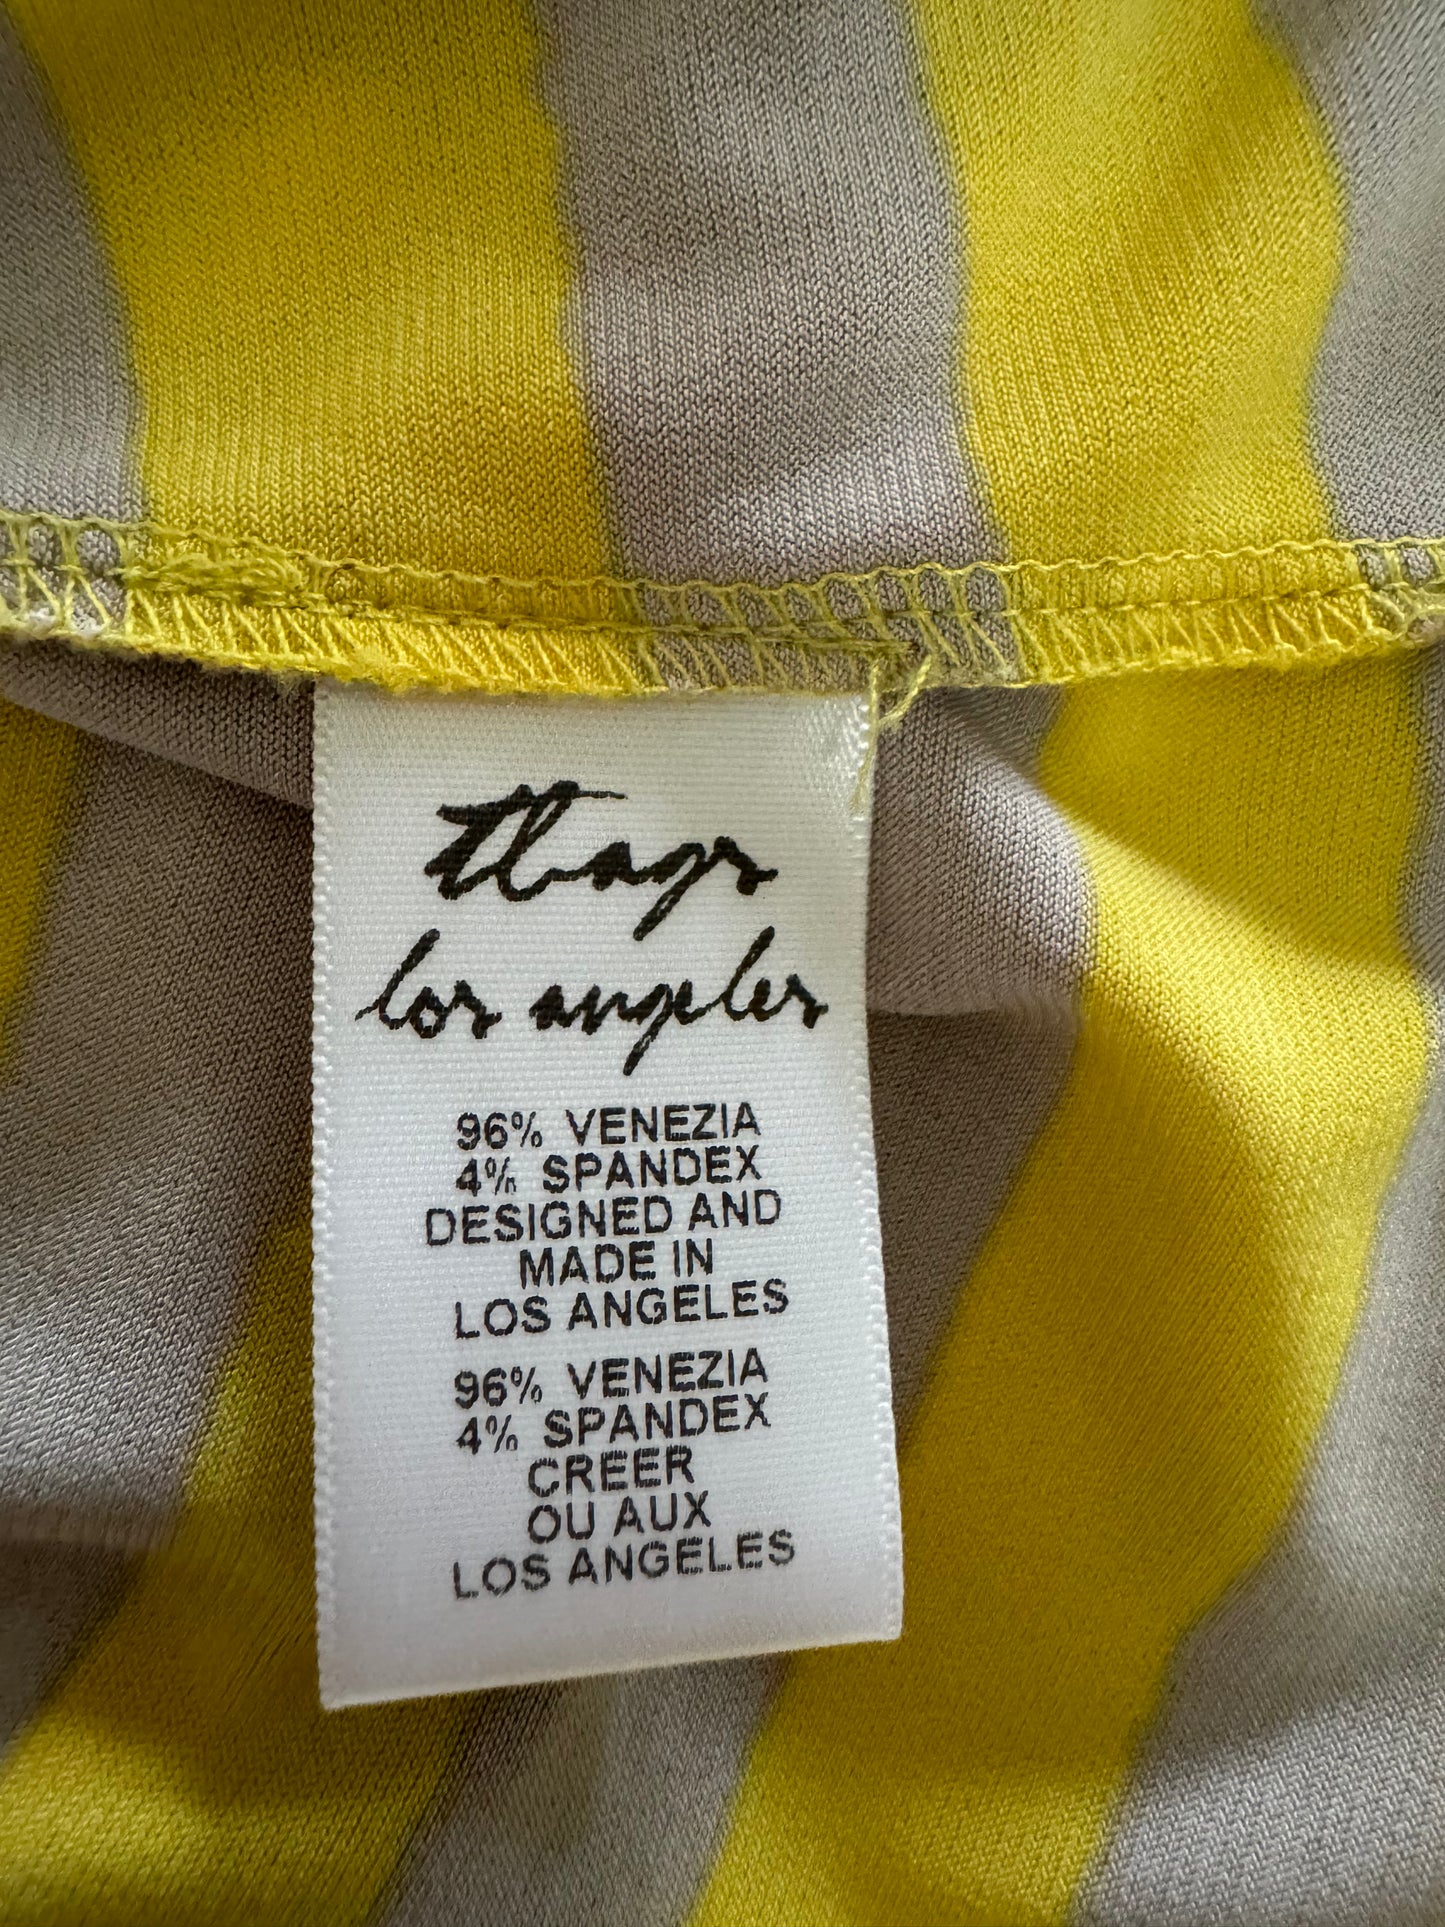 tbags
los angeles
96% VENEZIA
4% SPANDEX
DESIGNED AND
MADE IN
LOS ANGELES
96% VENEZIA
4% SPANDEX
CREER
OU AUX
LOS ANGELES